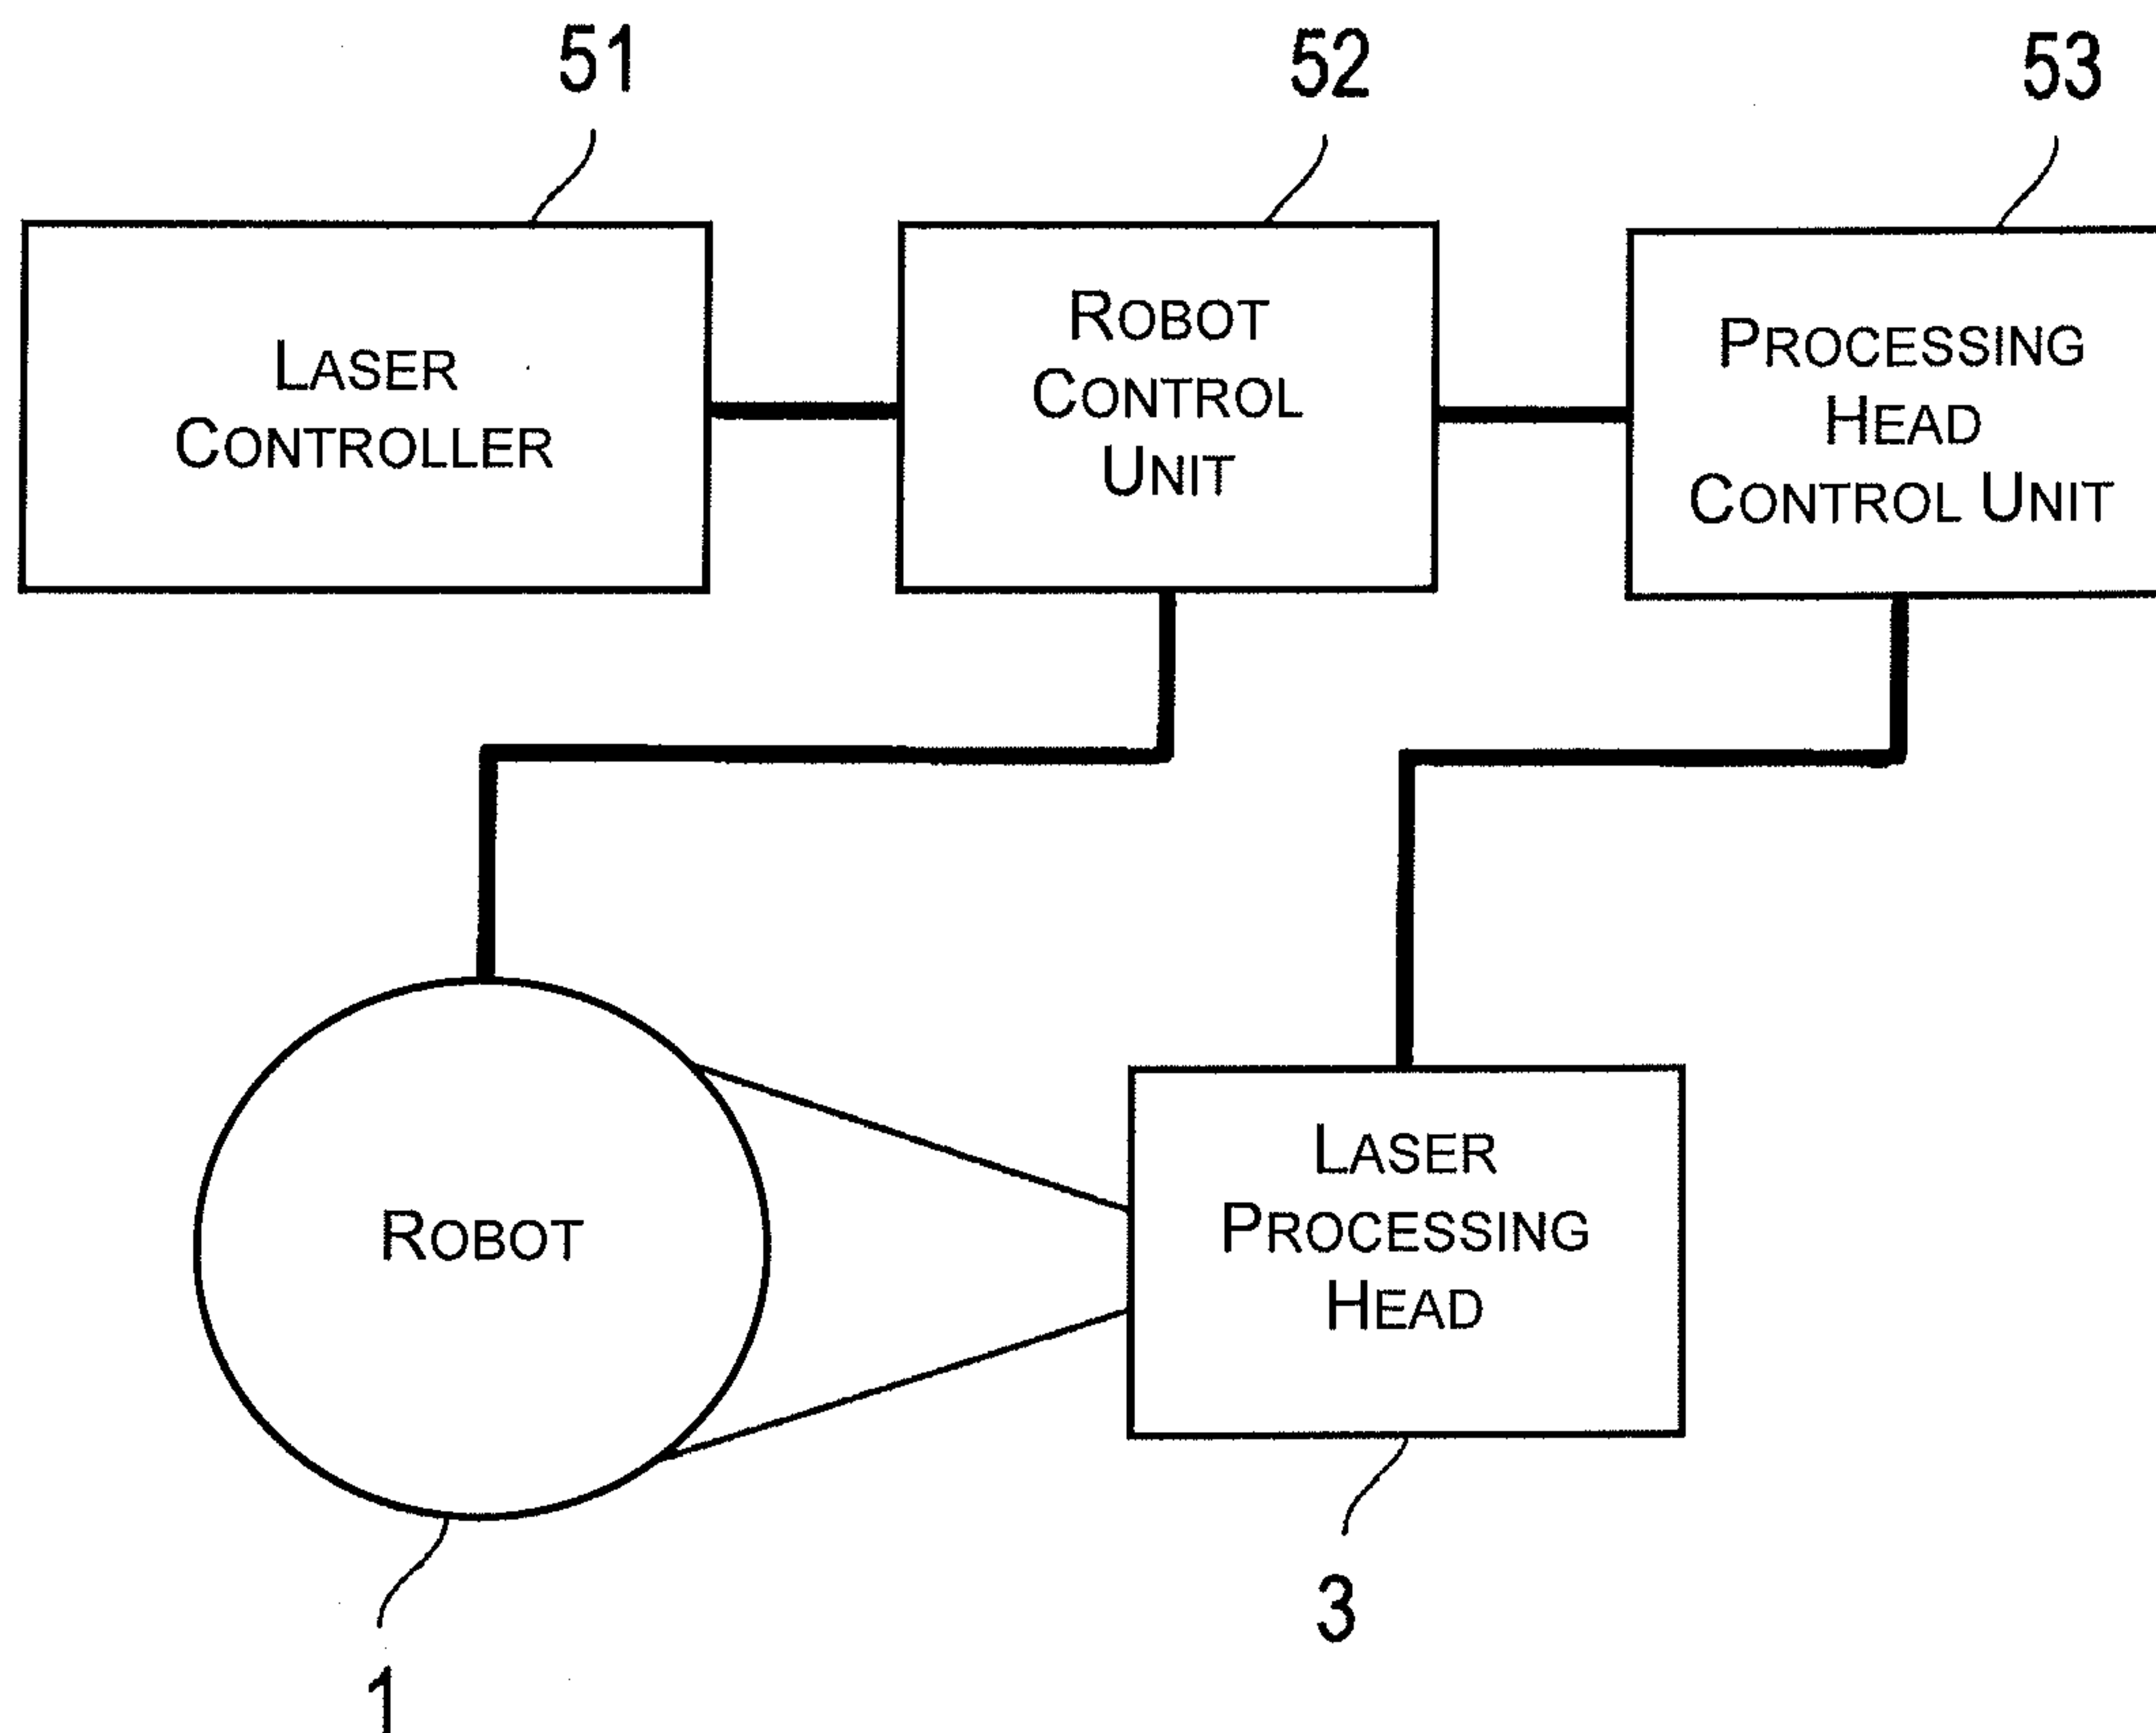 51
52
53
LASER
CONTROLLER
ROBOT
CONTROL
UNIT
PROCESSING
HEAD
CONTROL UNIT
ROBOT
LASER
PROCESSING
HEAD
3
1